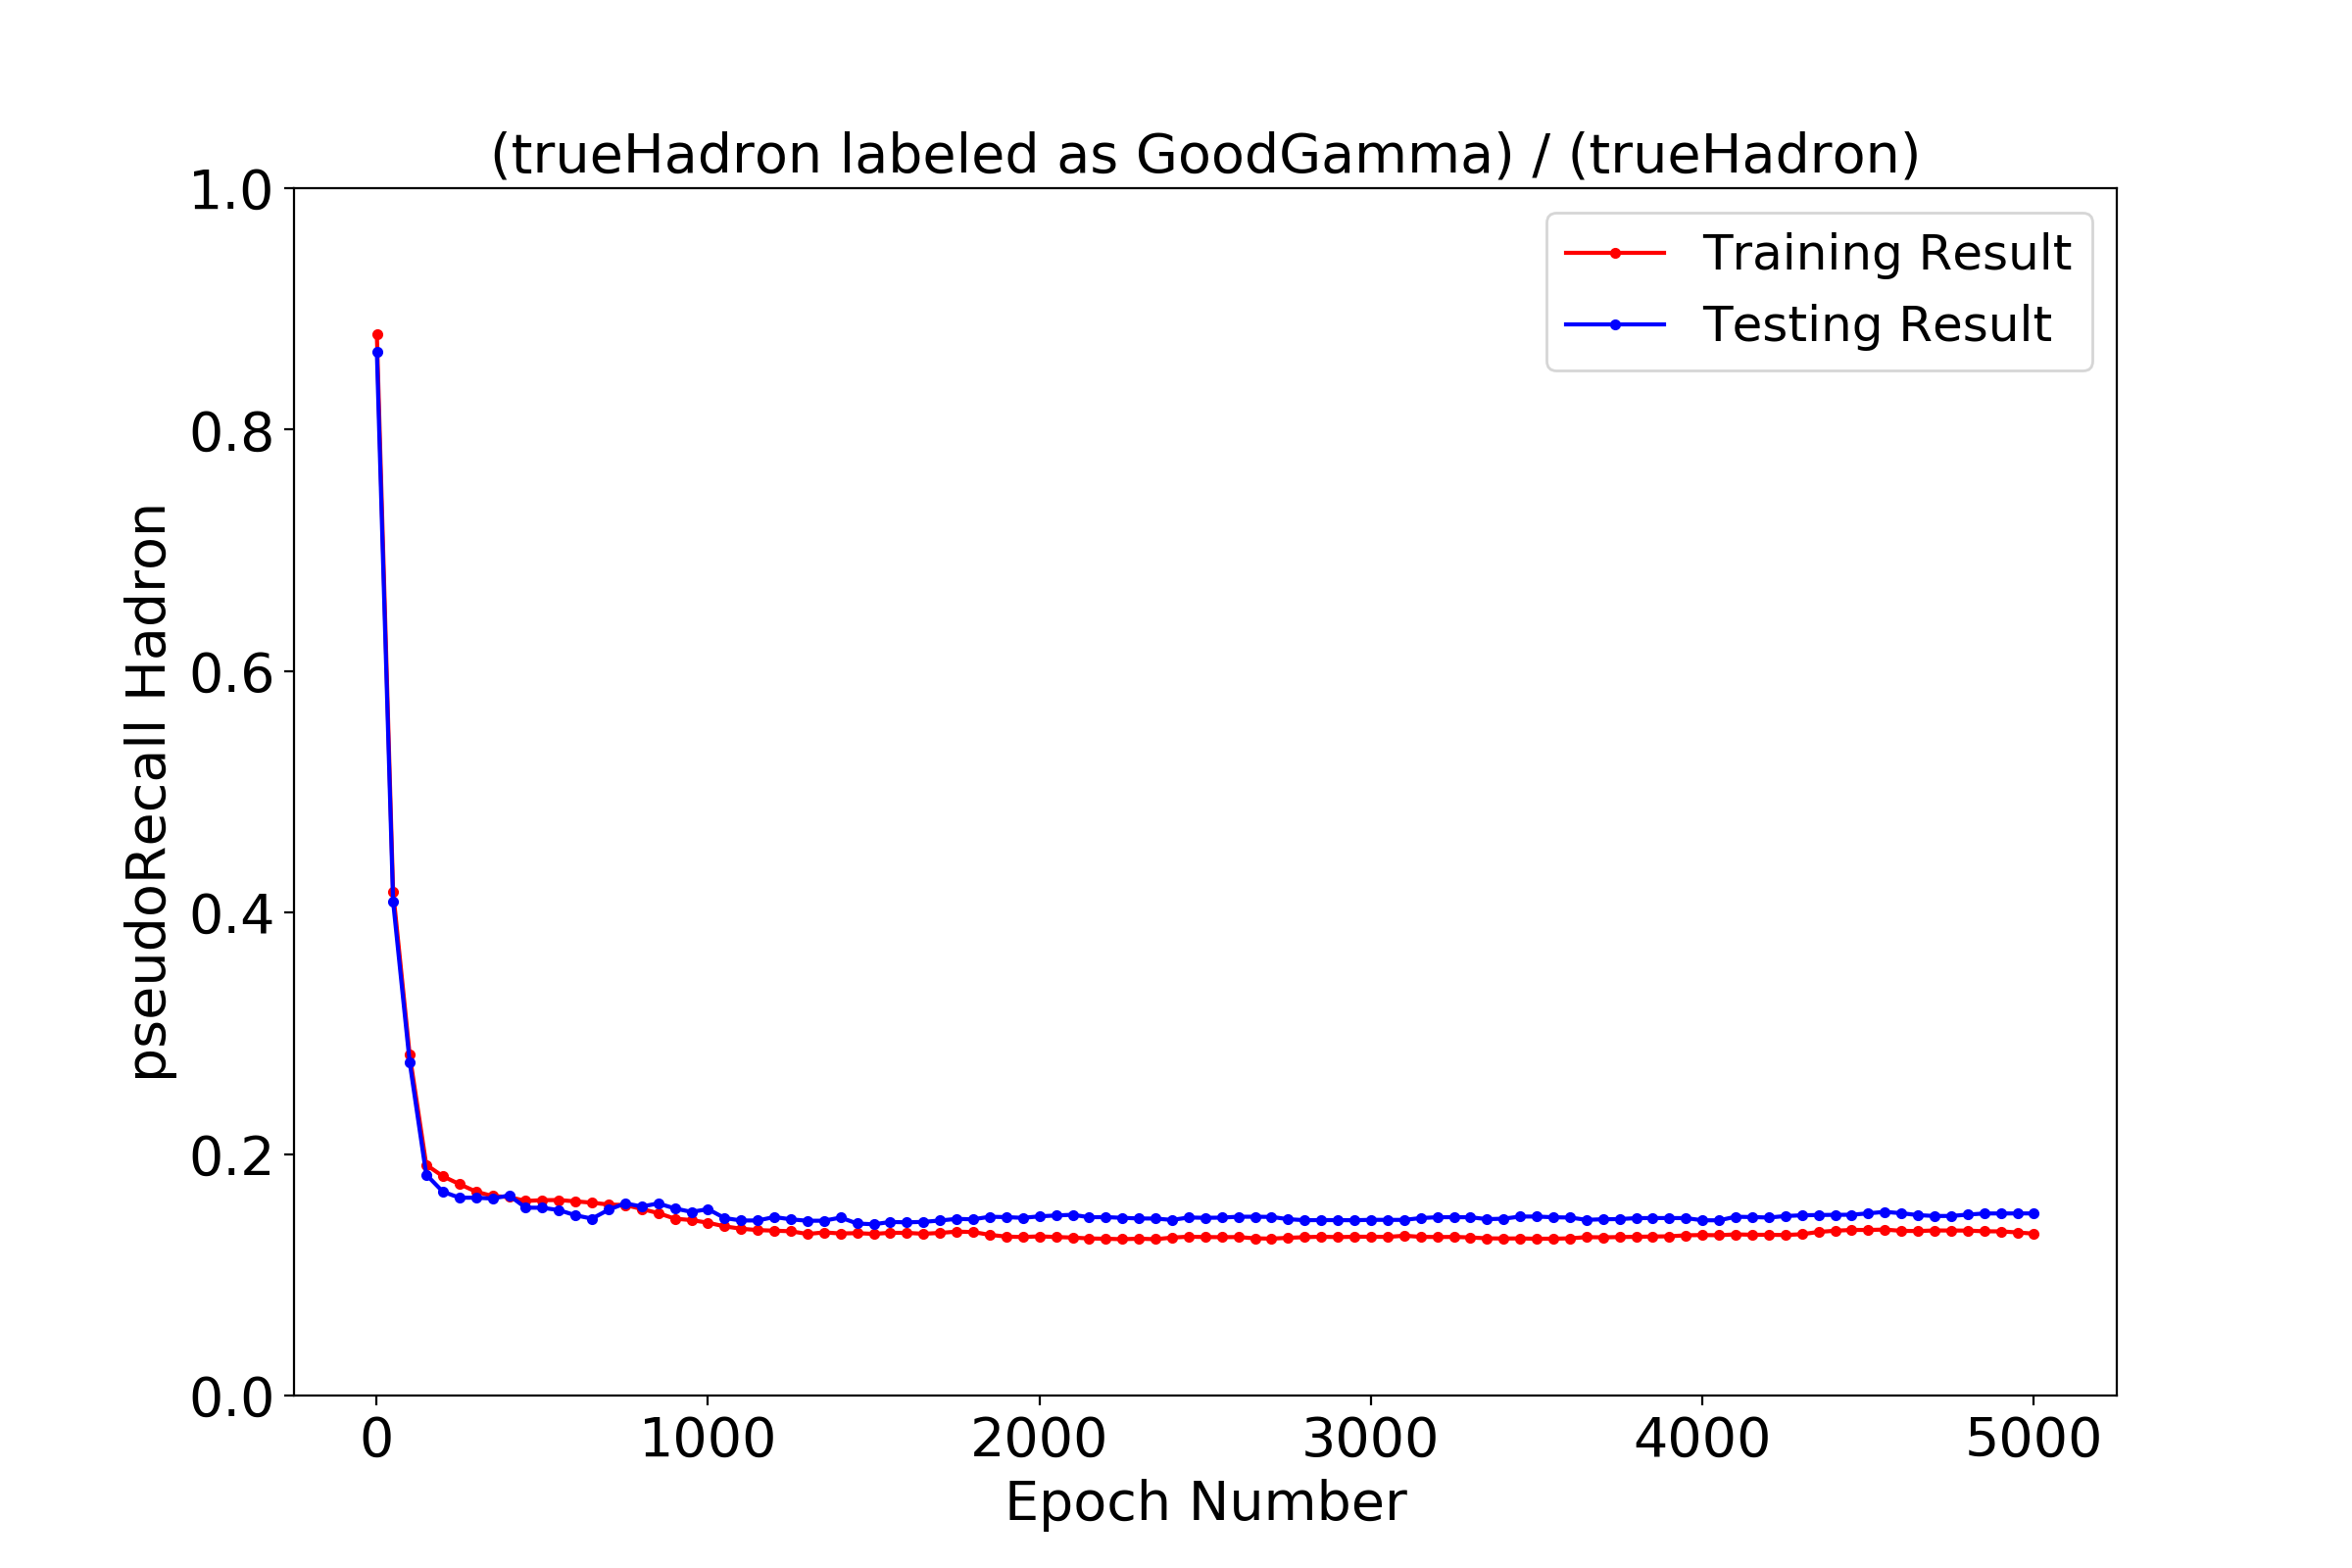 (trueHadron labeled as GoodGamma) / (trueHadron)
1.0
0.8
0.6
0.4
0.2
0.0
pseudoRecall Hadron
Training Result
Testing Result
0 1000 2000 3000 4000 5000
Epoch Number